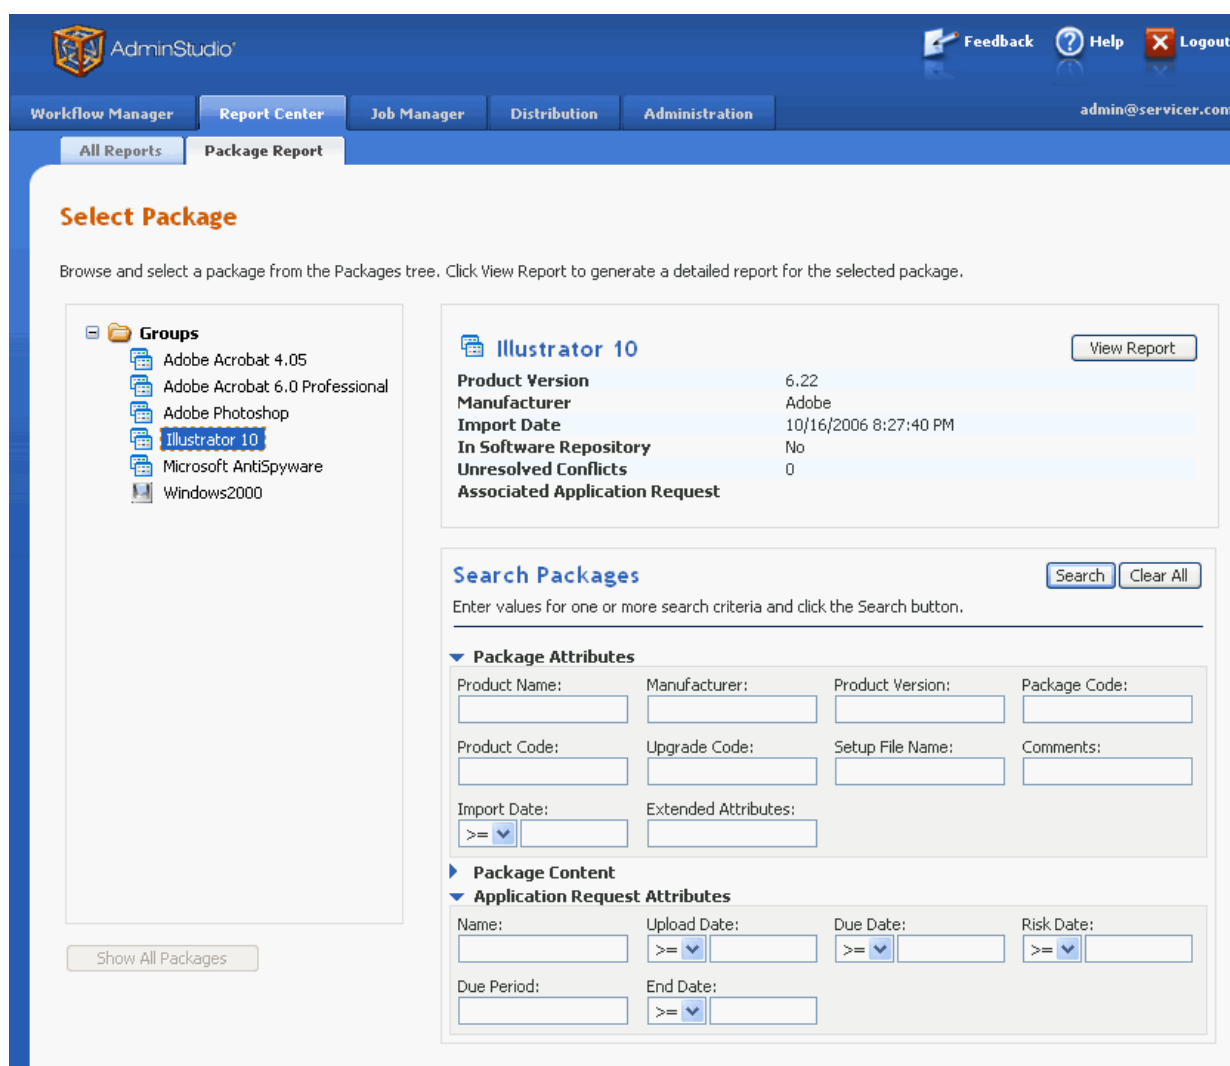 AdminStudio
Feedback Help Logout
Workflow Manager Report Center Job Manager Distribution Administration admin@servicer.com
All Reports Package Report
Select Package
Browse and select a package from the Packages tree. Click View Report to generate a detailed report for the selected package.
Groups
Adobe Acrobat 4.05
Adobe Acrobat 6.0 Professional
Adobe Photoshop
Illustrator 10
Microsoft AntiSpyware
Windows2000
Show All Packages
Illustrator 10 View Report
Product Version 6.22
Manufacturer Adobe
Import Date 10/16/2006 8:27:40 PM
In Software Repository No
Unresolved Conflicts 0
Associated Application Request
Search Packages Search Clear All
Enter values for one or more search criteria and click the Search button.
Package Attributes
Product Name: Manufacturer: Product Version: Package Code:
Product Code: Upgrade Code: Setup File Name: Comments:
Import Date: Extended Attributes:
>=
Package Content
Application Request Attributes
Name: Upload Date: Due Date: Risk Date:
>= >= >=
Due Period: End Date:
>=